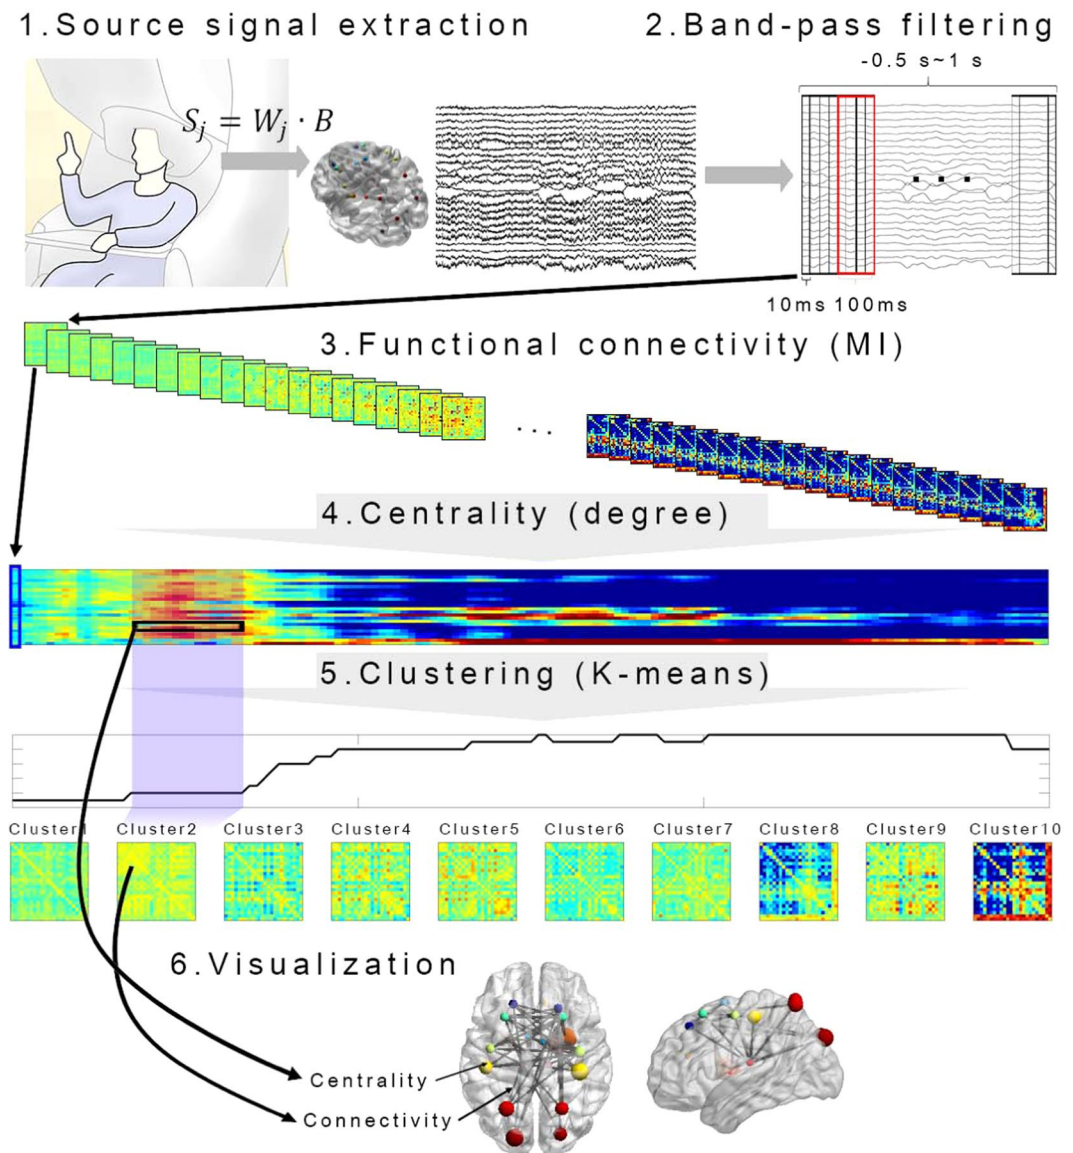 1.Source signal extraction
2.Band-pass filtering
-0.5 s~1 s
S_j = W_j · B
10ms 100ms
3.Functional connectivity (MI)
...
4.Centrality (degree)
5.Clustering (K-means)
Cluster1 Cluster2 Cluster3 Cluster4 Cluster5 Cluster6 Cluster7 Cluster8 Cluster9 Cluster10
6.Visualization
Centrality
Connectivity